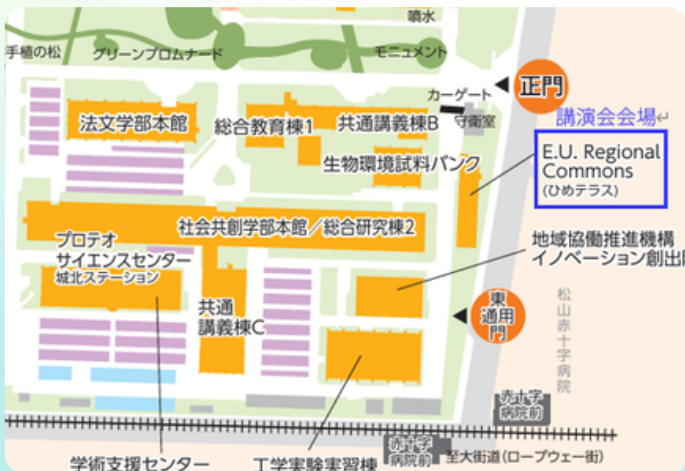 噴水
手植の松
グリーンプロムナード
モニュメント
正門
カーゲート
守衛室
講演会会場↵
法文学部本館
総合教育棟1
共通講義棟B
生物環境試料バンク
E.U. Regional
Commons
(ひめテラス)
社会共創学部本館／総合研究棟2
プロテオ
サイエンスセンター
城北ステーション
地域協働推進機構
イノベーション創出
共通
講義棟C
東
通用
門
松山赤十字病院
赤十字
病院前
赤十字
病院前
至大街道(ロープウェー街)
学術支援センター
工学実験実習棟